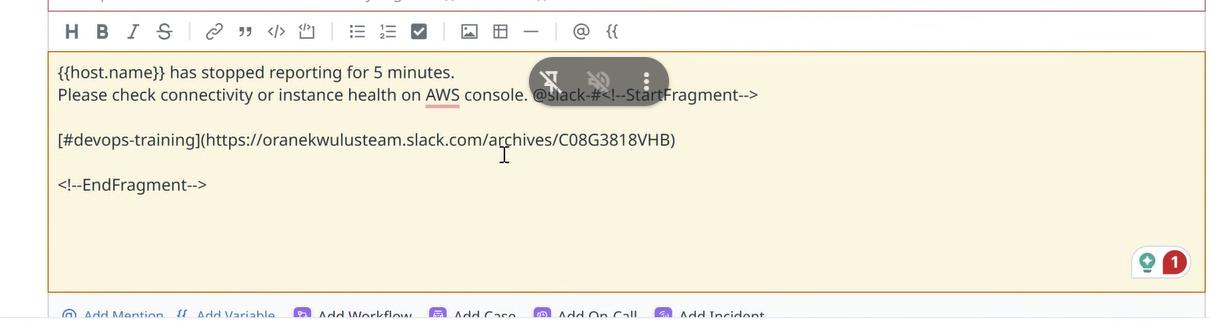 {{host.name}} has stopped reporting for 5 minutes.
Please check connectivity or instance health on AWS console. @slack-#<!--StartFragment-->
[#devops-training](https://oranekwulusteam.slack.com/archives/C08G3818VHB)
<!--EndFragment-->
1
@ Add Mention {{ Add Variable Add Workflow Add Case Add On-Call Add Incident